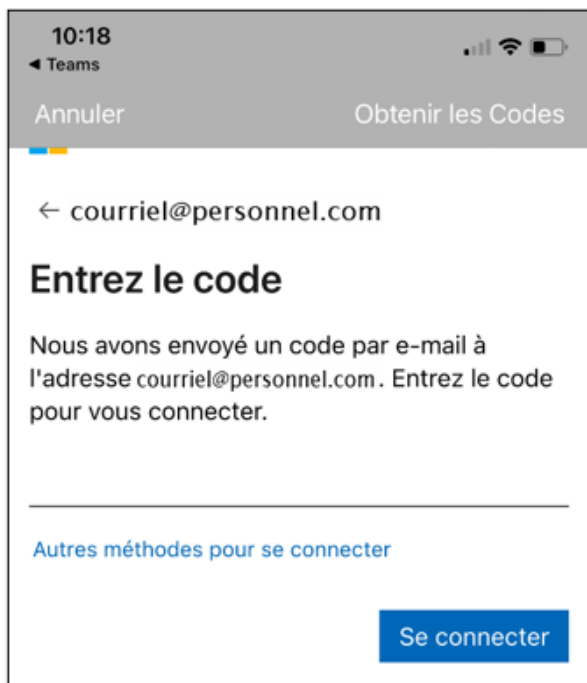 10:18
◀ Teams
Annuler Obtenir les Codes
← courriel@personnel.com
Entrez le code
Nous avons envoyé un code par e-mail à
l'adresse courriel@personnel.com. Entrez le code
pour vous connecter.
Autres méthodes pour se connecter
Se connecter